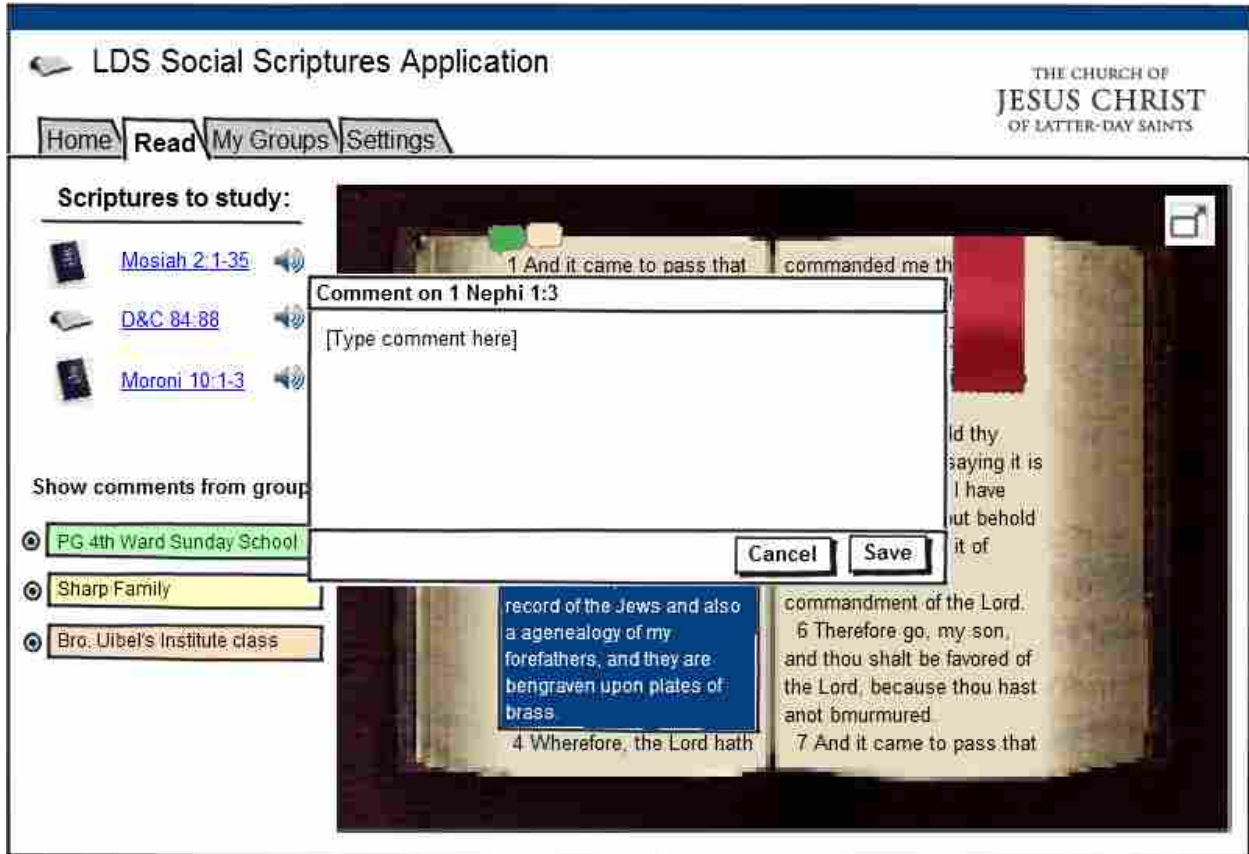 LDS Social Scriptures Application
THE CHURCH OF
JESUS CHRIST
OF LATTER-DAY SAINTS
Home Read My Groups Settings
Scriptures to study:
Mosiah 2:1-35
D&C 84:88
Moroni 10:1-3
Show comments from group
PG 4th Ward Sunday School
Sharp Family
Bro. Uibel's Institute class
1 And it came to pass that
Comment on 1 Nephi 1:3
[Type comment here]
Cancel Save
record of the Jews and also
a agenealogy of my
forefathers, and they are
bengraven upon plates of
brass.
4 Wherefore, the Lord hath
commanded me th
ld thy
saying it is
I have
ut behold
it of
commandment of the Lord.
6 Therefore go, my son,
and thou shalt be favored of
the Lord, because thou hast
anot bmurmured.
7 And it came to pass that